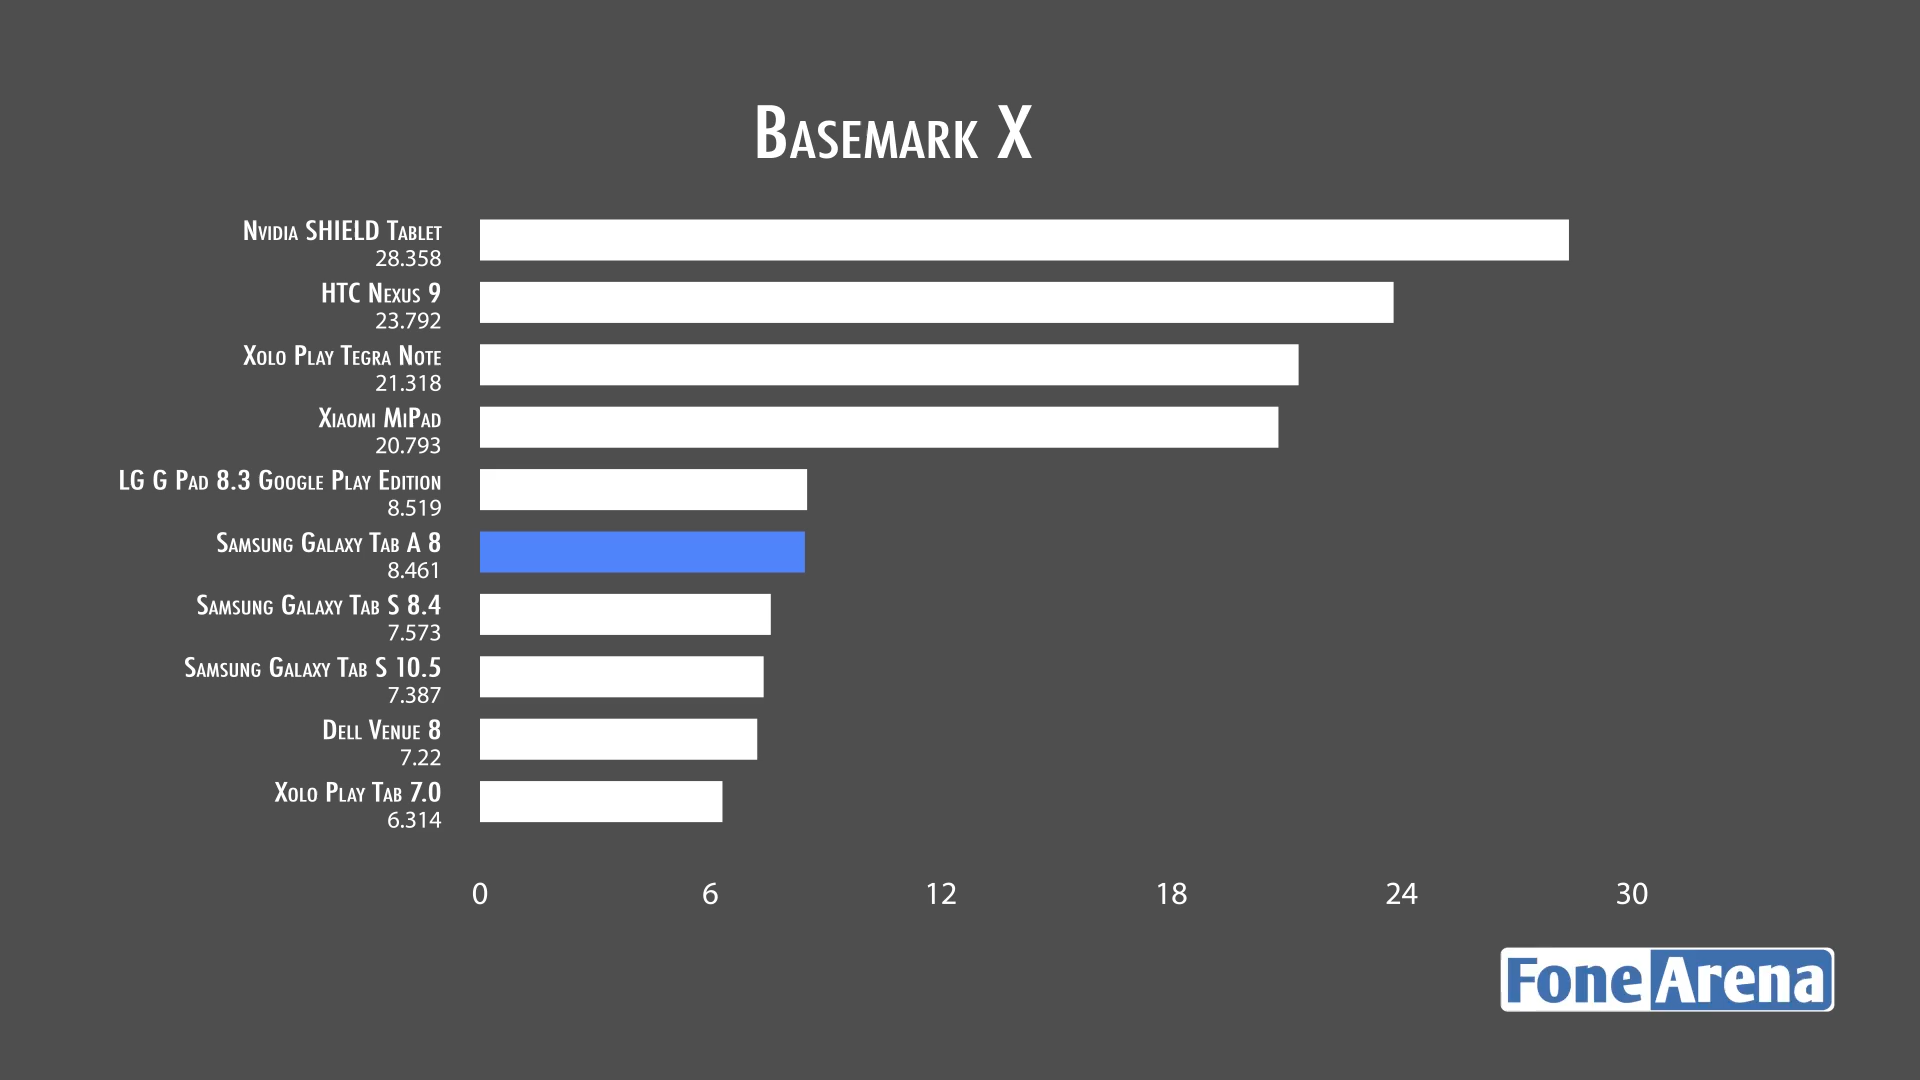 Basemark X
Nvidia SHIELD Tablet
28.358
HTC Nexus 9
23.792
Xolo Play Tegra Note
21.318
Xiaomi MiPad
20.793
LG G Pad 8.3 Google Play Edition
8.519
Samsung Galaxy Tab A 8
8.461
Samsung Galaxy Tab S 8.4
7.573
Samsung Galaxy Tab S 10.5
7.387
Dell Venue 8
7.22
Xolo Play Tab 7.0
6.314
0 6 12 18 24 30
FoneArena